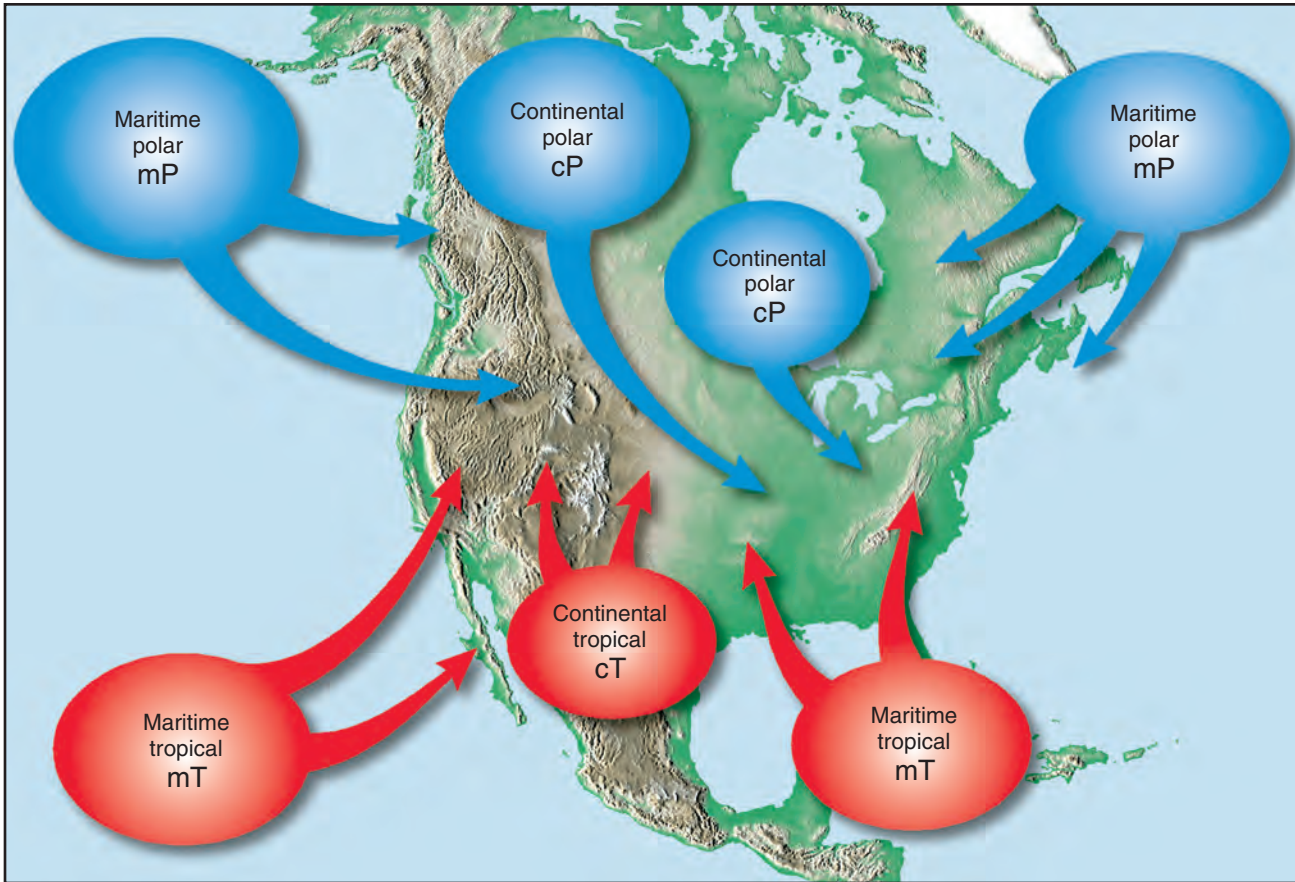 Maritime
polar
mP
Continental
polar
cP
Maritime
polar
mP
Continental
polar
cP
Continental
tropical
cT
Maritime
tropical
mT
Maritime
tropical
mT